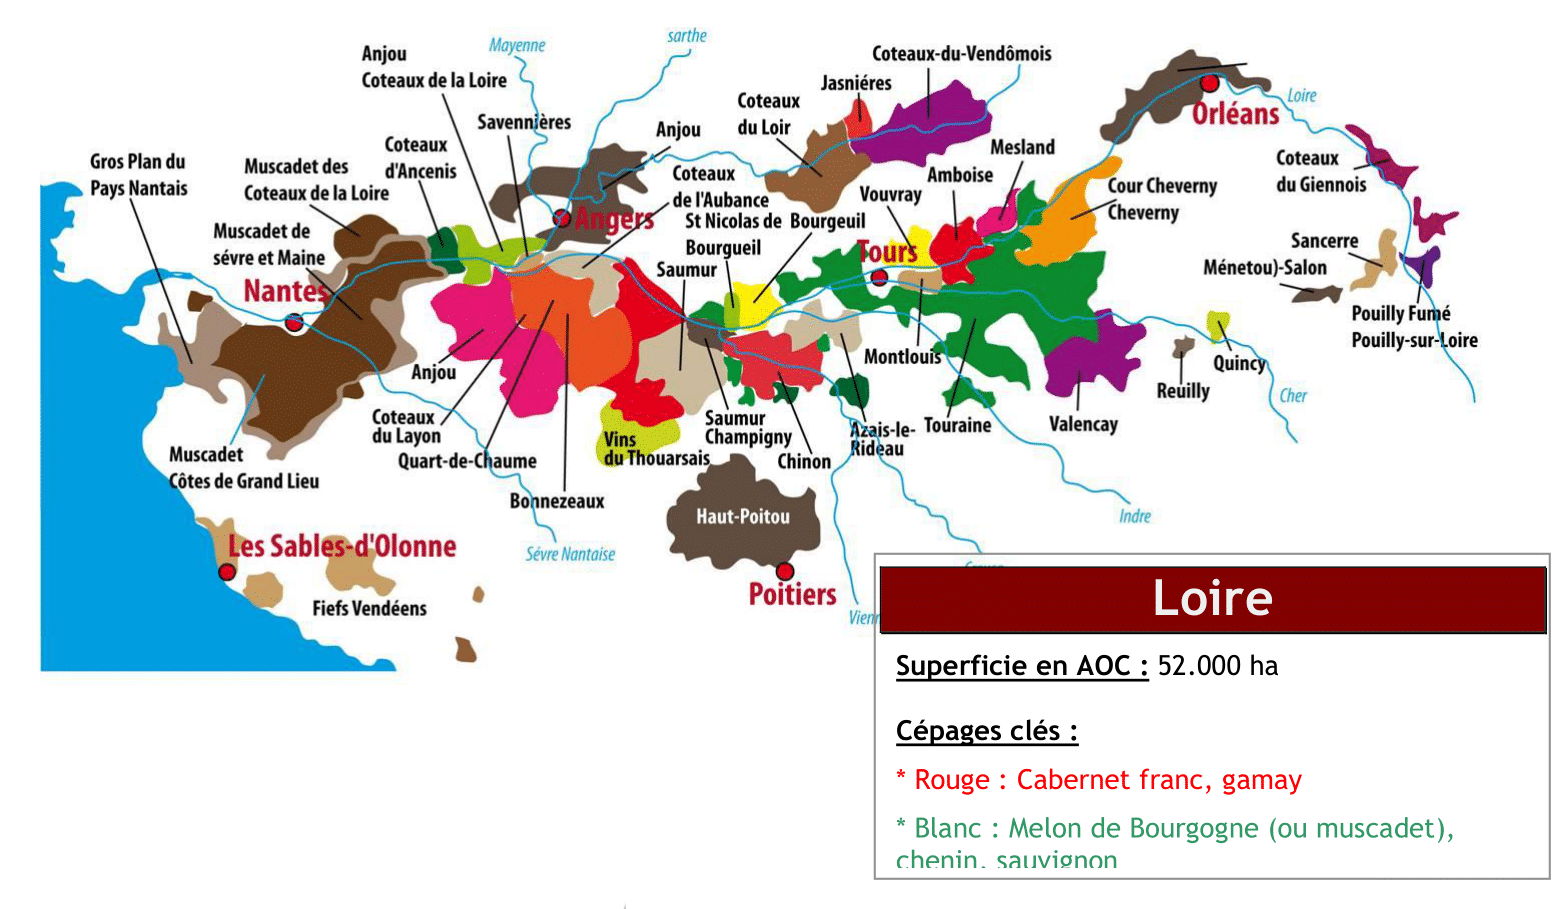 Mayenne
sarthe
Anjou
Coteaux de la Loire
Coteaux-du-Vendômois
Jasniéres
Loire
Coteaux
du Loir
Orléans
Savennières
Anjou
Coteaux
d'Ancenis
Mesland
Gros Plan du
Pays Nantais
Muscadet des
Coteaux de la Loire
Coteaux
de l'Aubance
Amboise
Coteaux
du Giennois
Vouvray
Cour Cheverny
Cheverny
Angers
St Nicolas de
Bourgueil
Bourgeuil
Muscadet de
sévre et Maine
Tours
Sancerre
Saumur
Ménetou)-Salon
Nantes
Pouilly Fumé
Pouilly-sur-Loire
Montlouis
Quincy
Anjou
Reuilly
Cher
Coteaux
du Layon
Saumur
Champigny
Azais-le-
Rideau
Touraine
Valencay
Vins
du Thouarsais
Muscadet
Côtes de Grand Lieu
Quart-de-Chaume
Chinon
Bonnezeaux
Haut-Poitou
Indre
Les Sables-d'Olonne
Sévre Nantaise
Poitiers
Fiefs Vendéens
Loire
Superficie en AOC : 52.000 ha
Cépages clés :
* Rouge : Cabernet franc, gamay
* Blanc : Melon de Bourgogne (ou muscadet),
chenin, sauvignon